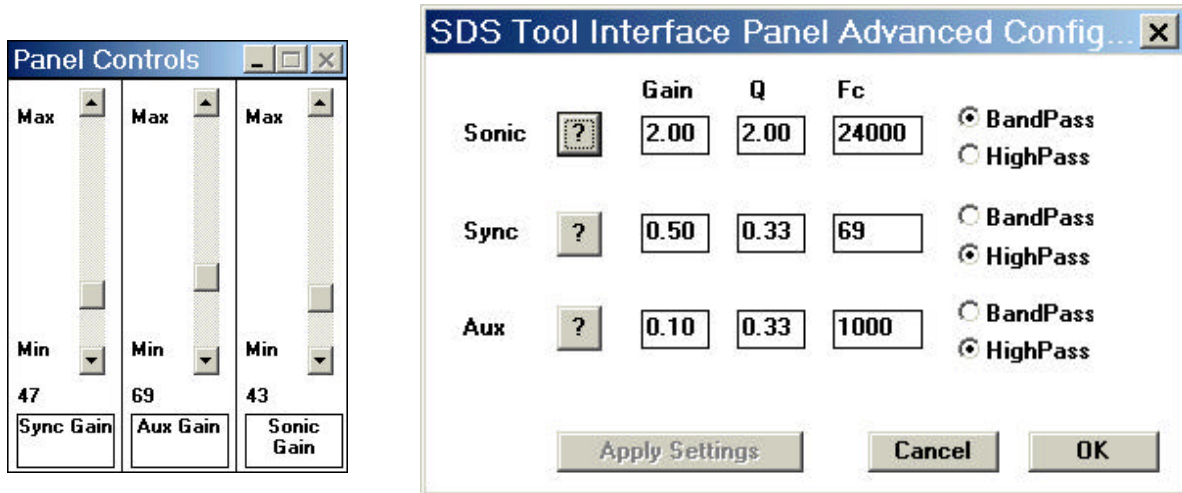 Panel Controls
Max Max Max
Min Min Min
47 69 43
Sync Gain Aux Gain Sonic
Gain
SDS Tool Interface Panel Advanced Config...
Gain Q Fc
Sonic ? 2.00 2.00 24000 BandPass
HighPass
Sync ? 0.50 0.33 69 BandPass
HighPass
Aux ? 0.10 0.33 1000 BandPass
HighPass
Apply Settings Cancel OK